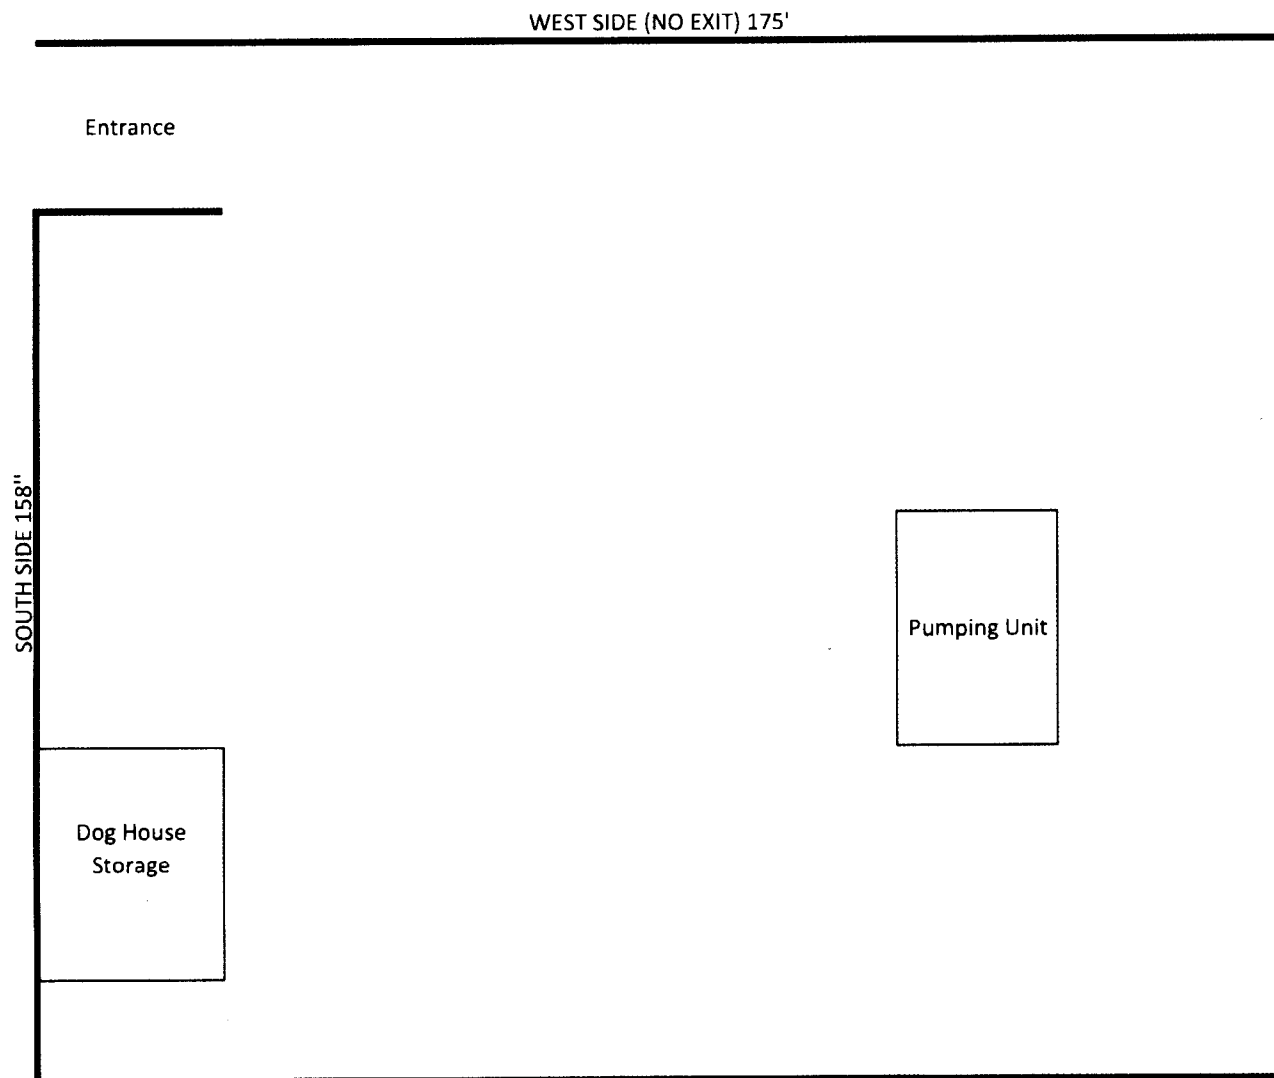 WEST SIDE (NO EXIT) 175'
Entrance
SOUTH SIDE 158"
Pumping Unit
Dog House
Storage